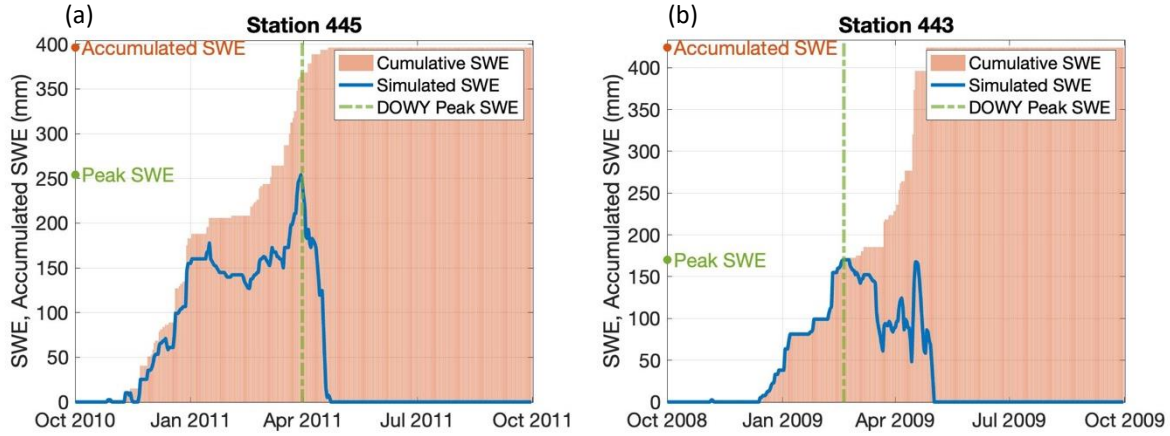 (a)
Station 445
400
350
300
250
200
150
100
50
0
SWE, Accumulated SWE (mm)
Accumulated SWE
Peak SWE
Cumulative SWE
Simulated SWE
DOWY Peak SWE
Oct 2010
Jan 2011
Apr 2011
Jul 2011
Oct 2011
(b)
Station 443
400
350
300
250
200
150
100
50
0
SWE, Accumulated SWE (mm)
Accumulated SWE
Peak SWE
Cumulative SWE
Simulated SWE
DOWY Peak SWE
Oct 2008
Jan 2009
Apr 2009
Jul 2009
Oct 2009